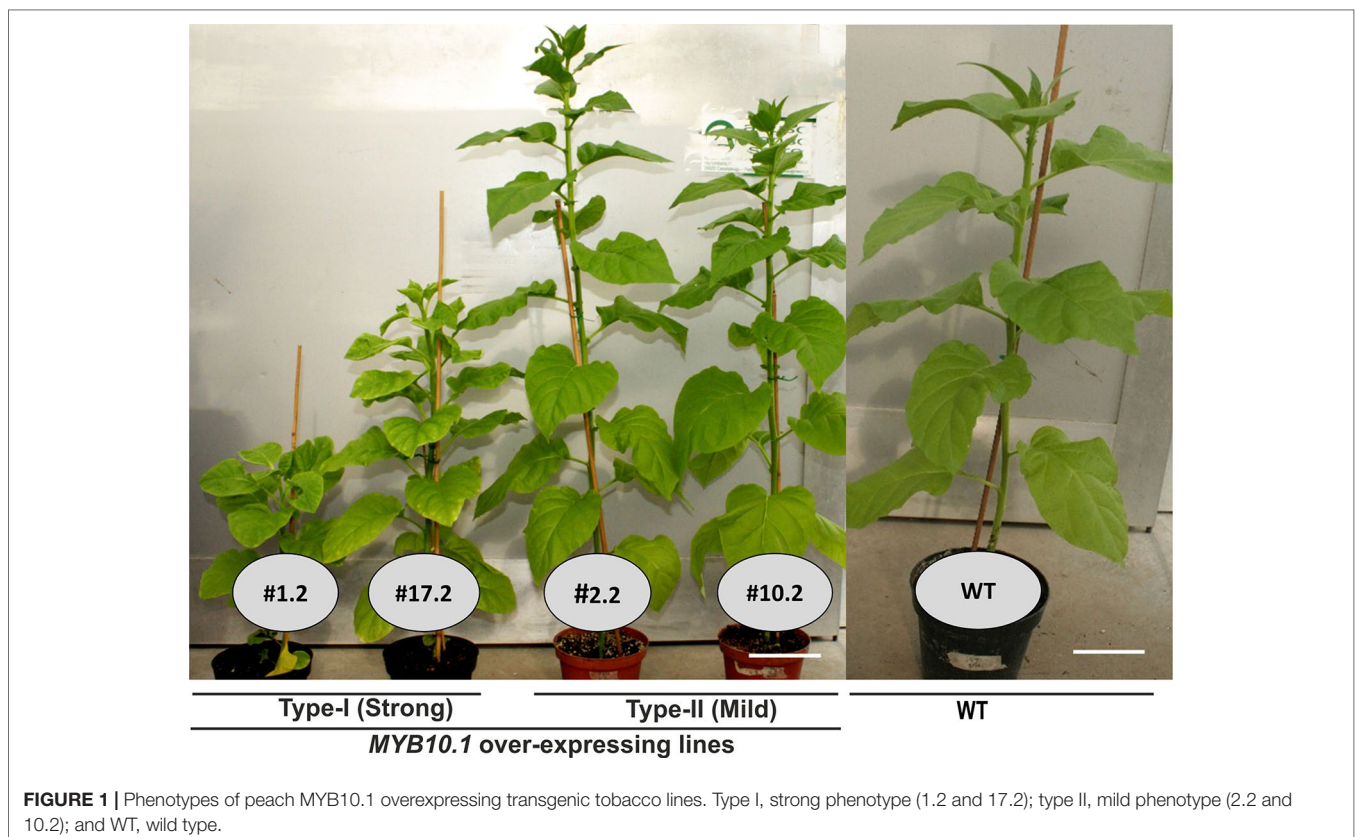 #1.2
#17.2
#2.2
#10.2
WT
Type-I (Strong)
Type-II (Mild)
WT
MYB10.1 over-expressing lines
FIGURE 1 | Phenotypes of peach MYB10.1 overexpressing transgenic tobacco lines. Type I, strong phenotype (1.2 and 17.2); type II, mild phenotype (2.2 and
10.2); and WT, wild type.